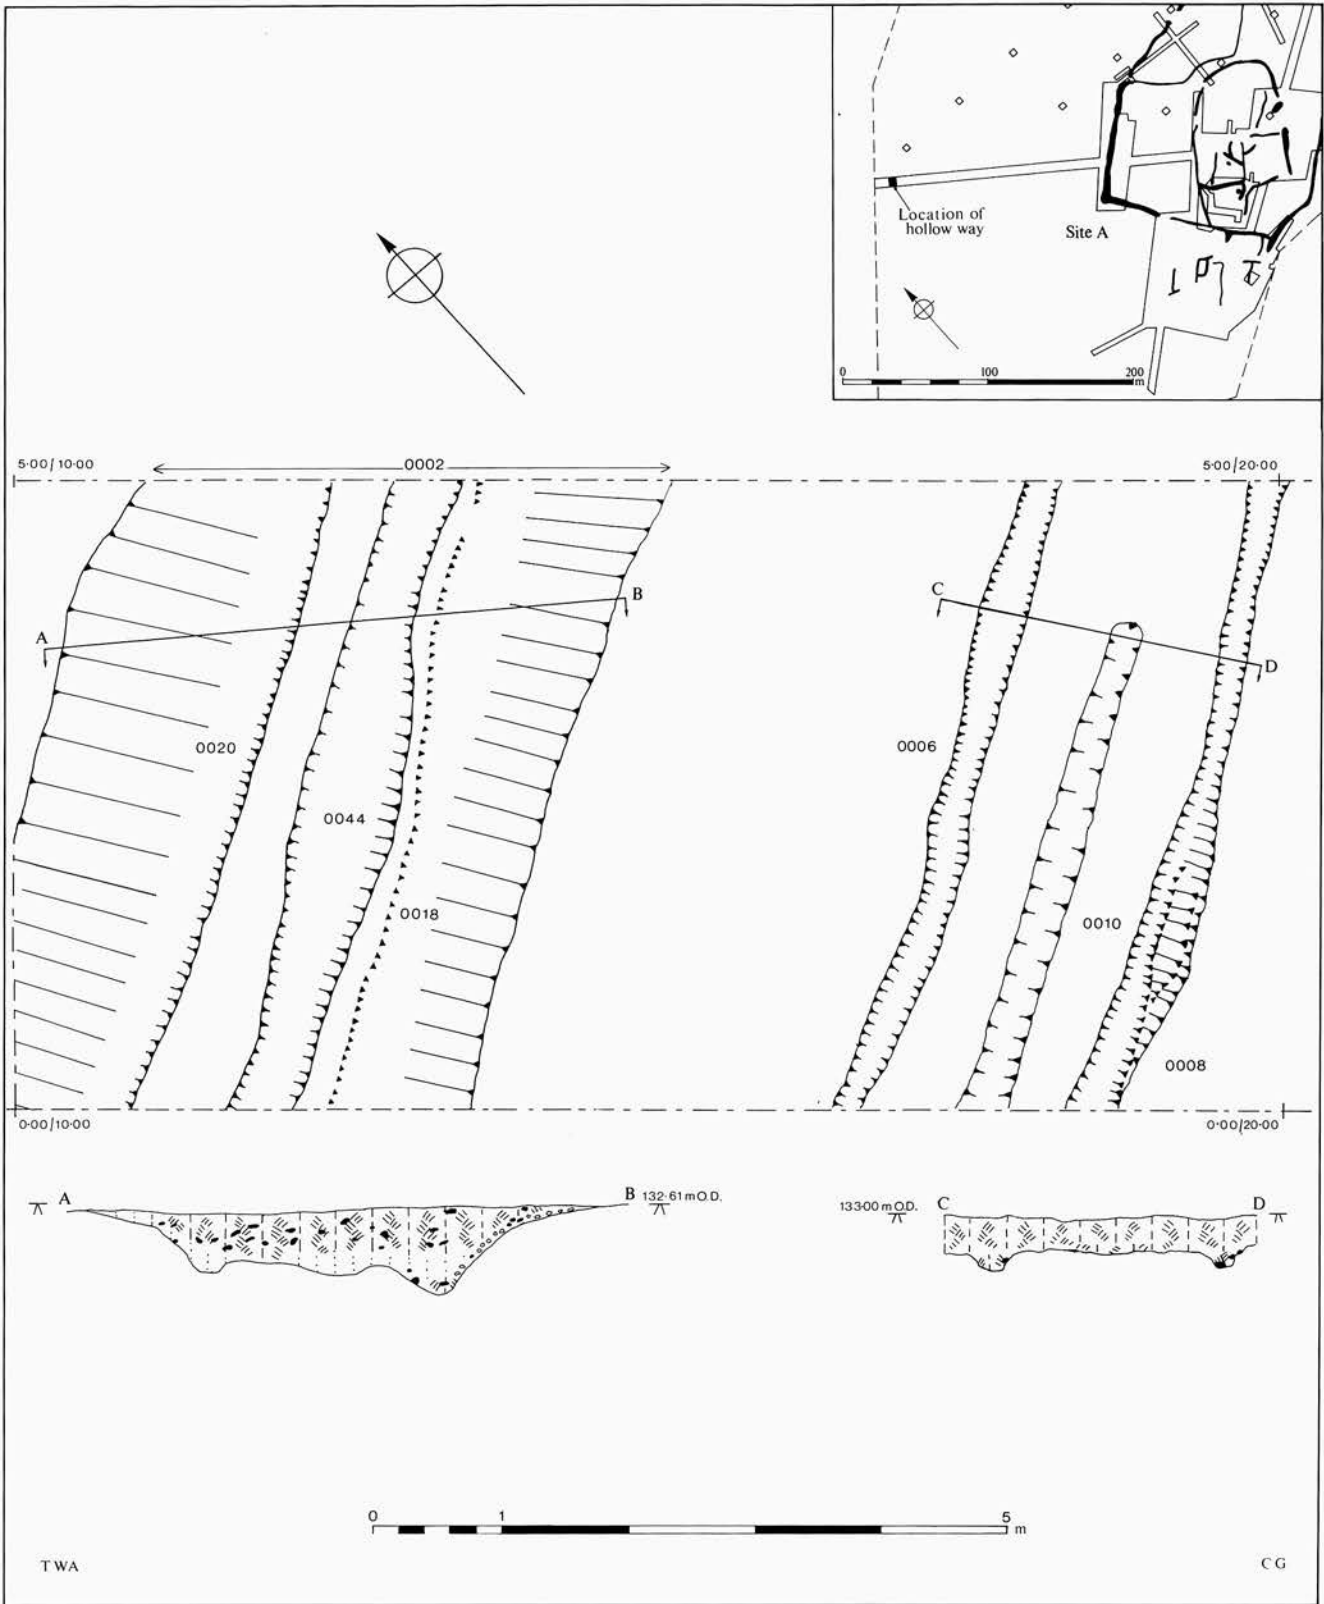 Location of
hollow way
Site A
0 100 200
m
5·00/10·00 0002 5·00/20·00
A B C D
0020 0006
0044
0018 0010
0008
0·00/10·00 0·00/20·00
A B 132·61 m O.D. 133·00 m O.D. C D
0 1 5
m
TWA CG